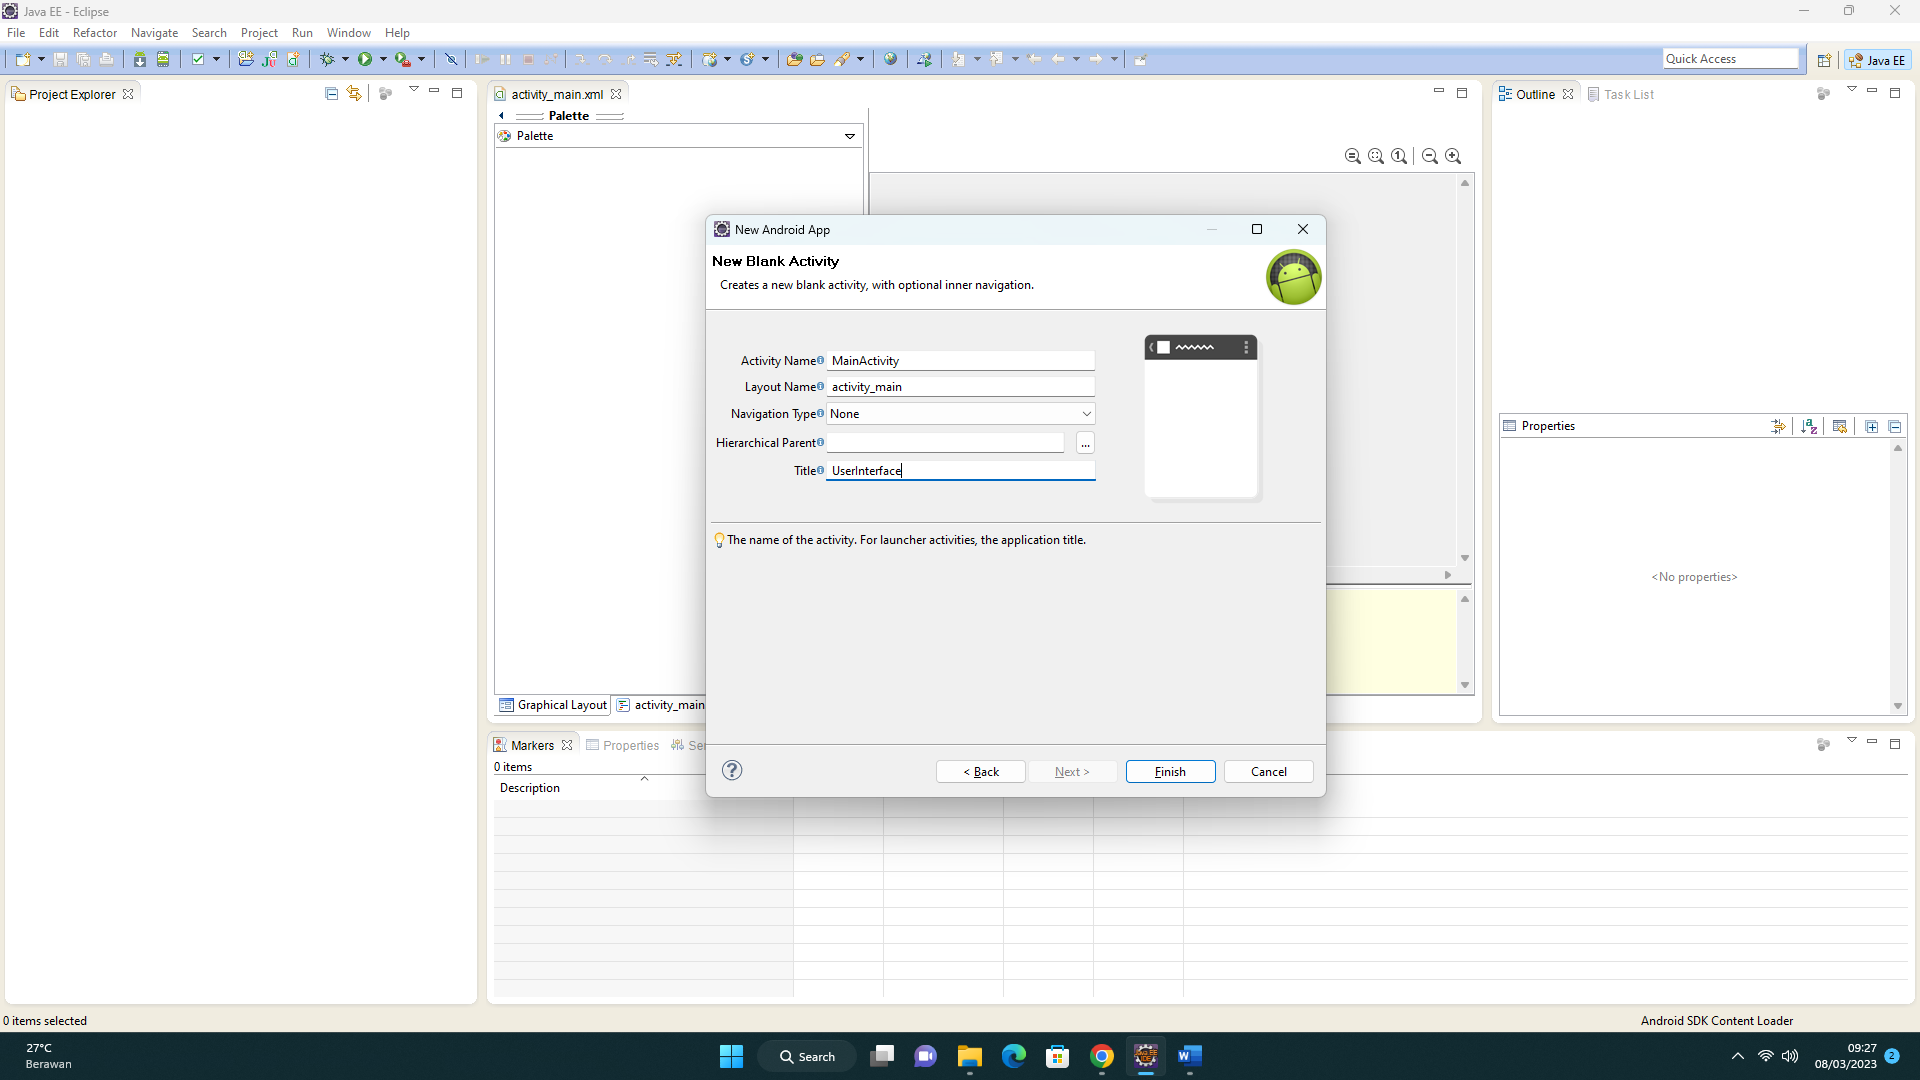 Java EE - Eclipse
File Edit Refactor Navigate Search Project Run Window Help
Quick Access
Java EE
Project Explorer
activity_main.xml
Palette
Palette
Outline
Task List
New Android App
New Blank Activity
Creates a new blank activity, with optional inner navigation.
Activity Name MainActivity
Layout Name activity_main
Navigation Type None
Hierarchical Parent ...
Title UserInterface
The name of the activity. For launcher activities, the application title.
< Back Next > Finish Cancel
Properties
<No properties>
Graphical Layout activity_main
Markers Properties Ser
0 items
Description
0 items selected
Android SDK Content Loader
27°C
Berawan
Search
09:27
08/03/2023
2